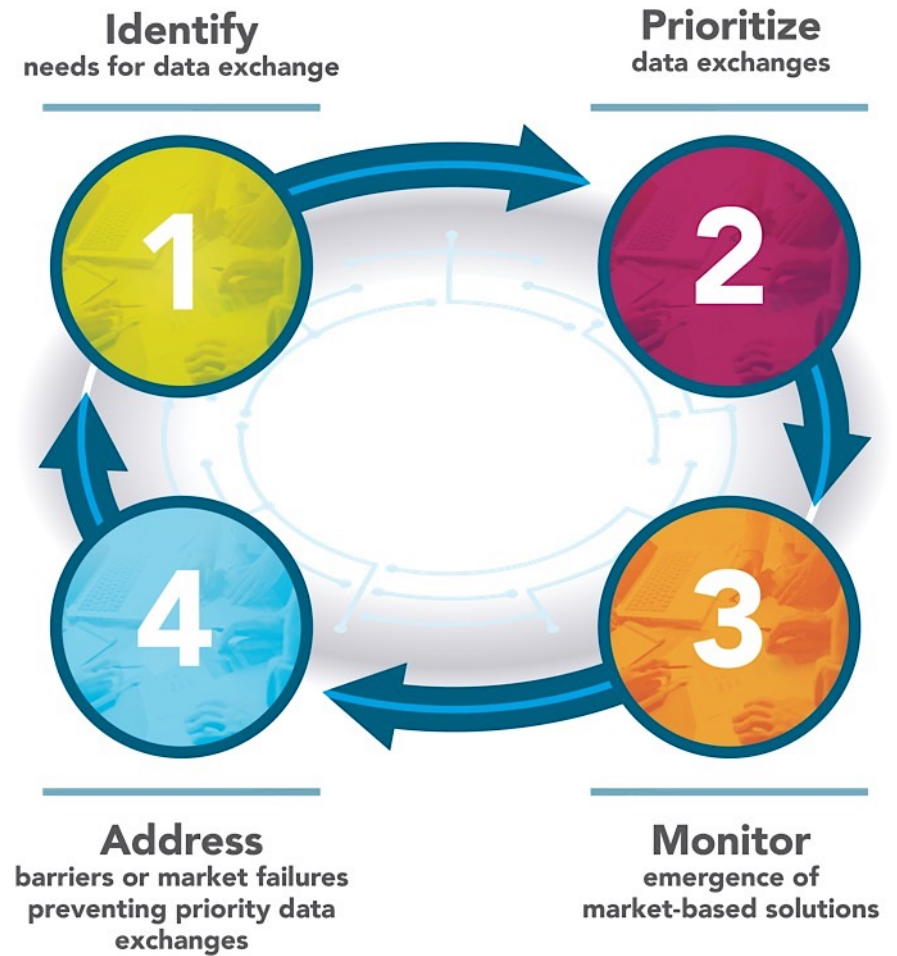 Identify
needs for data exchange
Prioritize
data exchanges
1
2
4
3
Address
barriers or market failures
preventing priority data
exchanges
Monitor
emergence of
market-based solutions